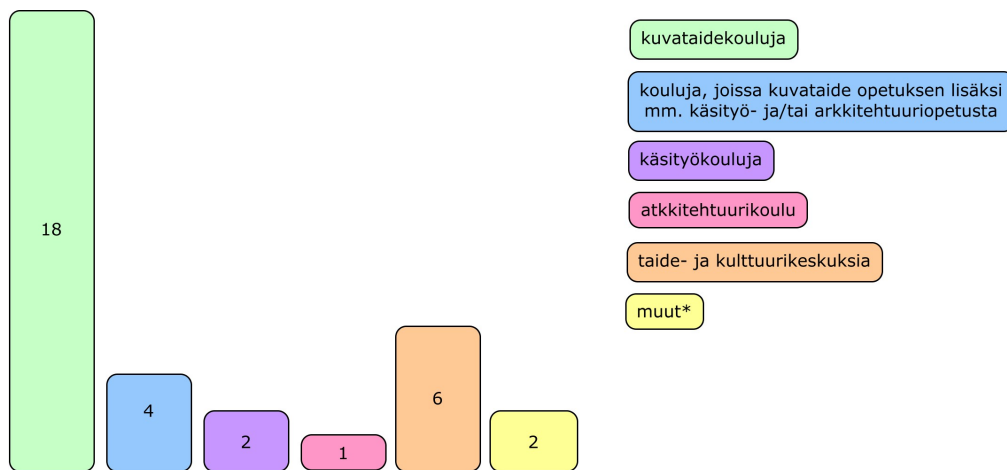 18
4
2
1
6
2
kuvataidekouluja
kouluja, joissa kuvataide opetuksen lisäksi
mm. käsityö- ja/tai arkkitehtuuriopetusta
käsityökouluja
atkkitehtuurikoulu
taide- ja kulttuurikeskuksia
muut*